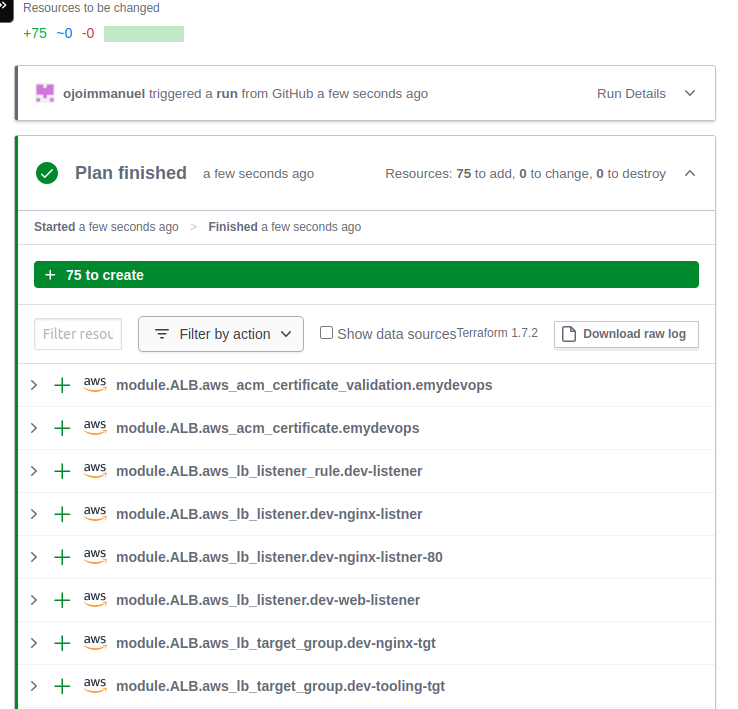 Resources to be changed
+75 ~0 -0
ojoimmanuel triggered a run from GitHub a few seconds ago Run Details
Plan finished a few seconds ago Resources: 75 to add, 0 to change, 0 to destroy
Started a few seconds ago > Finished a few seconds ago
+ 75 to create
Filter resou Filter by action Show data sources Terraform 1.7.2 Download raw log
aws module.ALB.aws_acm_certificate_validation.emydevops
aws module.ALB.aws_acm_certificate.emydevops
aws module.ALB.aws_lb_listener_rule.dev-listener
aws module.ALB.aws_lb_listener.dev-nginx-listner
aws module.ALB.aws_lb_listener.dev-nginx-listner-80
aws module.ALB.aws_lb_listener.dev-web-listener
aws module.ALB.aws_lb_target_group.dev-nginx-tgt
aws module.ALB.aws_lb_target_group.dev-tooling-tgt